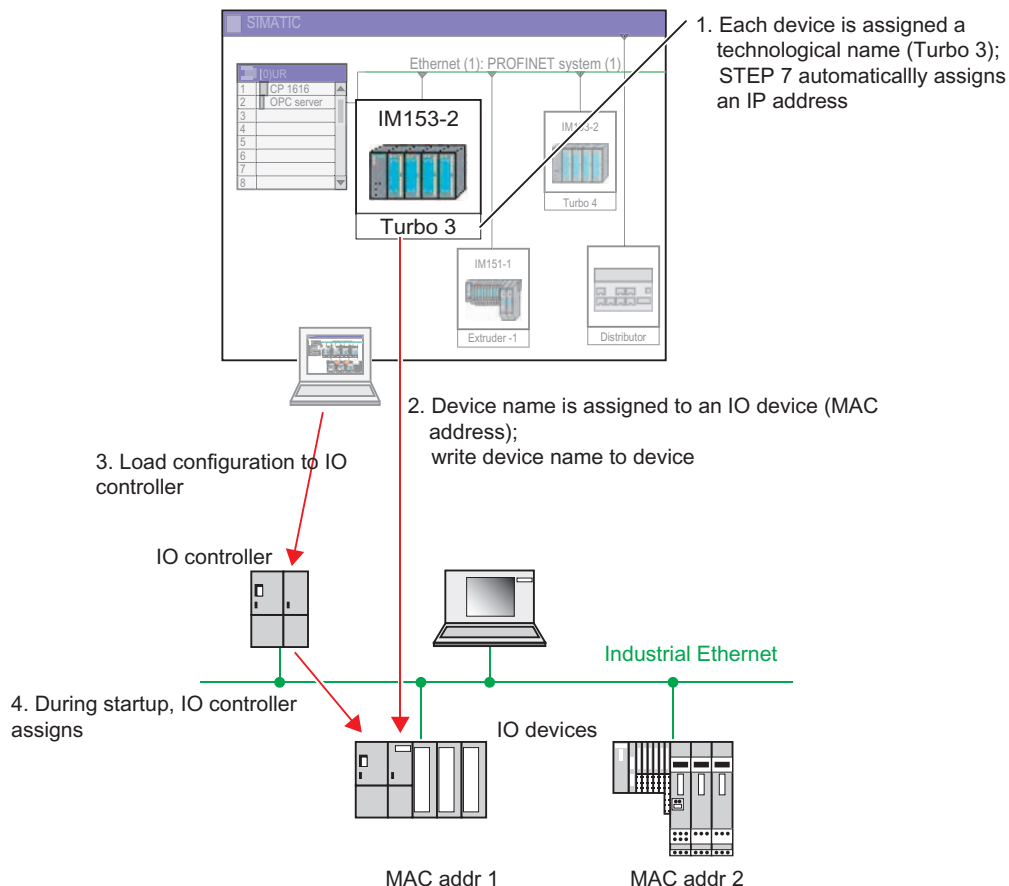 SIMATIC
1. Each device is assigned a
technological name (Turbo 3);
STEP 7 automaticallly assigns
an IP address
Ethernet (1): PROFINET system (1)
[0)UR
1 CP 1616
2 OPC server
3
4
5
6
7
8
IM153-2
Turbo 3
IM153-2
Turbo 4
IM151-1
Extruder -1
Distributor
2. Device name is assigned to an IO device (MAC
address);
write device name to device
3. Load configuration to IO
controller
IO controller
Industrial Ethernet
4. During startup, IO controller
assigns
IO devices
MAC addr 1
MAC addr 2